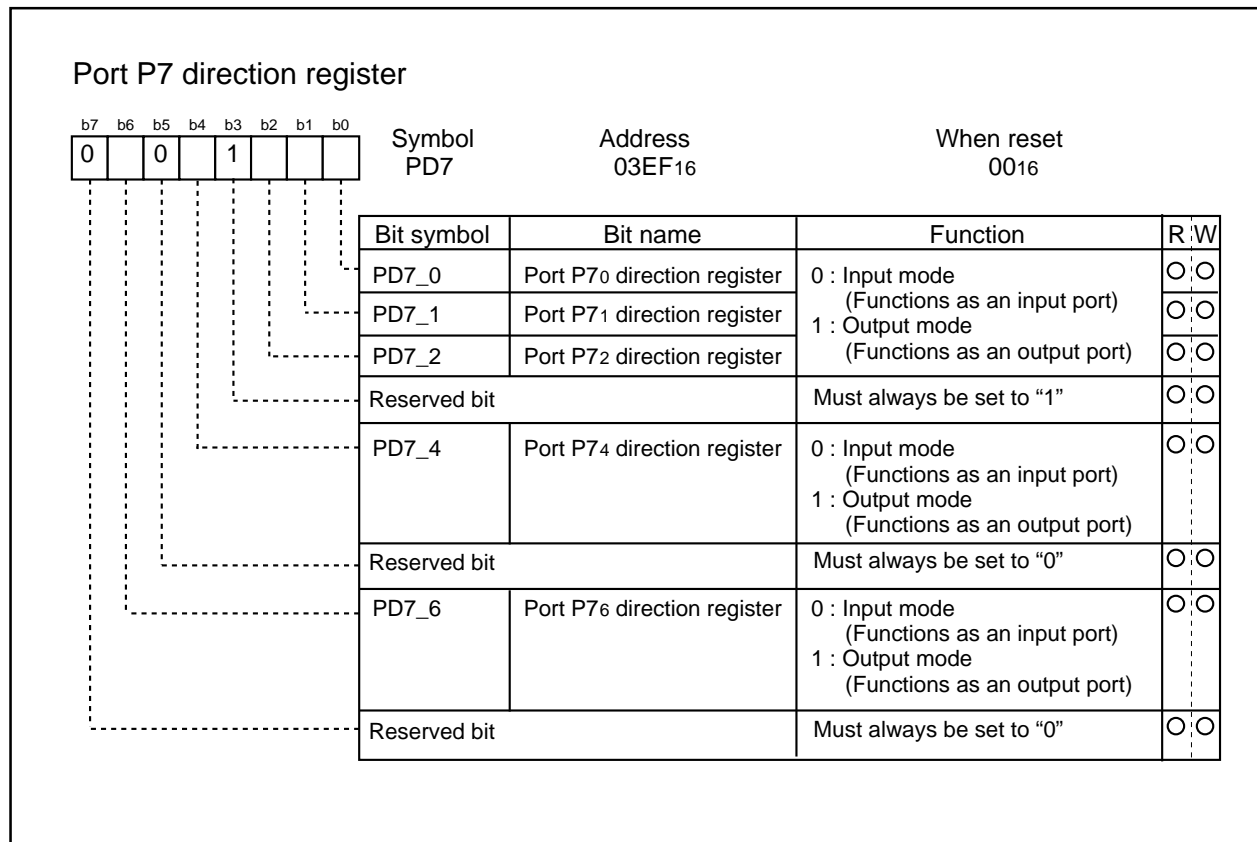 Port P7 direction register
b7 b6 b5 b4 b3 b2 b1 b0
0 0 1
Symbol Address When reset
PD7 03EF16 0016
Bit symbol Bit name Function R W
PD7_0 Port P70 direction register 0 : Input mode
(Functions as an input port)
PD7_1 Port P71 direction register 1 : Output mode
PD7_2 Port P72 direction register (Functions as an output port)
Reserved bit Must always be set to “1”
PD7_4 Port P74 direction register 0 : Input mode
(Functions as an input port)
1 : Output mode
(Functions as an output port)
Reserved bit Must always be set to “0”
PD7_6 Port P76 direction register 0 : Input mode
(Functions as an input port)
1 : Output mode
(Functions as an output port)
Reserved bit Must always be set to “0”